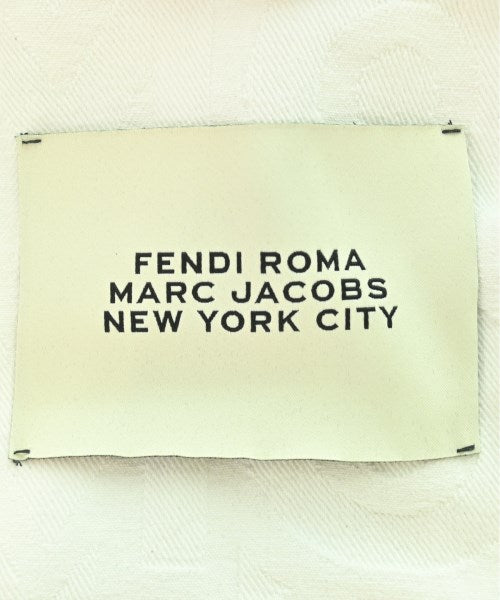 FENDI ROMA
MARC JACOBS
NEW YORK CITY